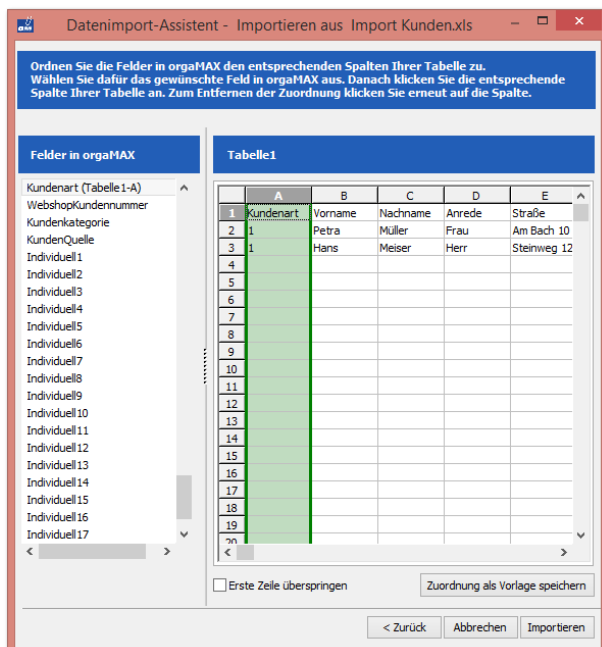 Datenimport-Assistent - Importieren aus Import Kunden.xls
Ordnen Sie die Felder in orgaMAX den entsprechenden Spalten Ihrer Tabelle zu.
Wählen Sie dafür das gewünschte Feld in orgaMAX aus. Danach klicken Sie die entsprechende
Spalte Ihrer Tabelle an. Zum Entfernen der Zuordnung klicken Sie erneut auf die Spalte.
Felder in orgaMAX
Kundenart (Tabelle1-A)
WebshopKundennummer
Kundenkategorie
KundenQuelle
Individuell1
Individuell2
Individuell3
Individuell4
Individuell5
Individuell6
Individuell7
Individuell8
Individuell9
Individuell10
Individuell11
Individuell12
Individuell13
Individuell14
Individuell15
Individuell16
Individuell17
Tabelle1
A B C D E
1 Kundenart Vorname Nachname Anrede Straße
2 1 Petra Müller Frau Am Bach 10
3 1 Hans Meiser Herr Steinweg 12
4
5
6
7
8
9
10
11
12
13
14
15
16
17
18
19
20
Erste Zeile überspringen
Zuordnung als Vorlage speichern
< Zurück
Abbrechen
Importieren